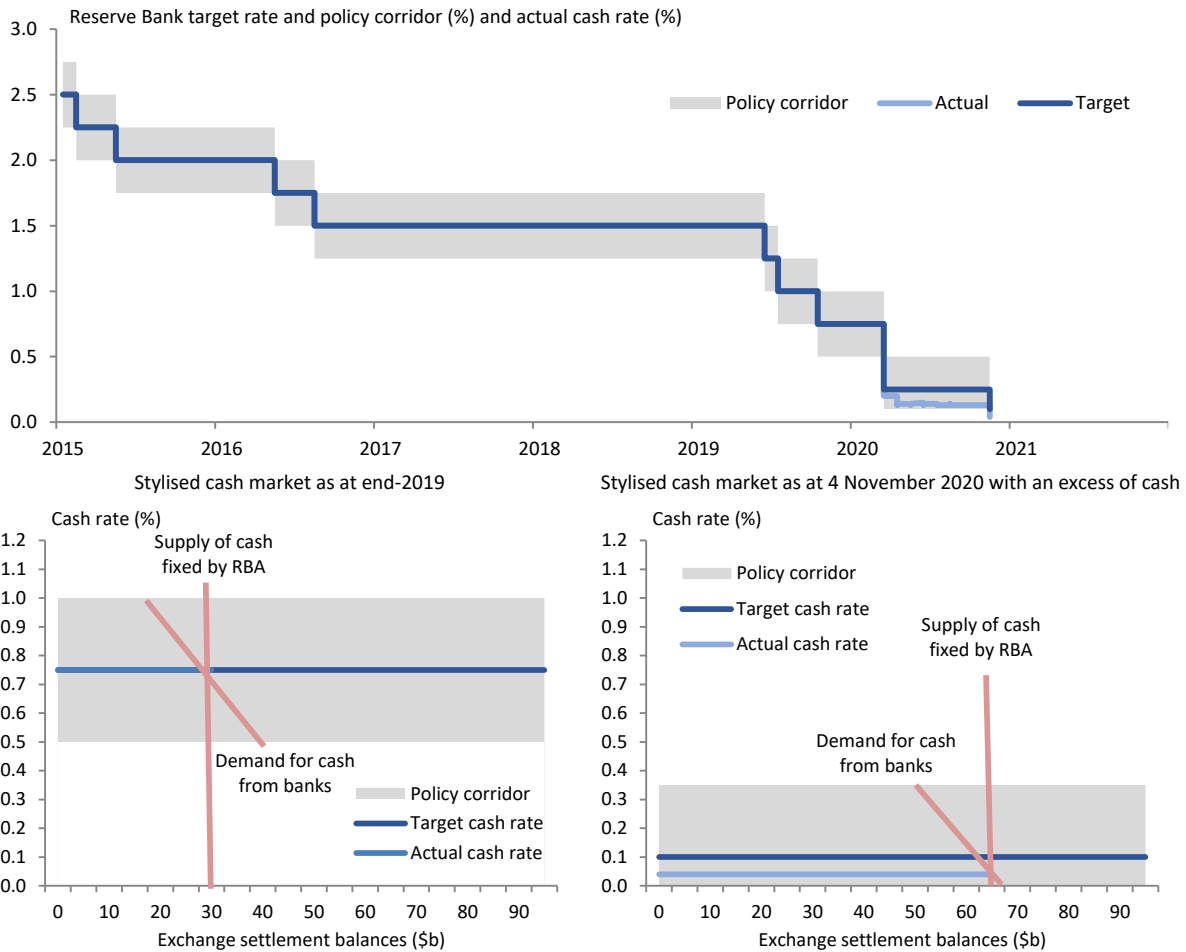 Reserve Bank target rate and policy corridor (%) and actual cash rate (%)
3.0
2.5
2.0
1.5
1.0
0.5
0.0
Policy corridor
Actual
Target
2015
2016
2017
2018
2019
2020
2021
Stylised cash market as at end-2019
Cash rate (%)
1.2
1.1
1.0
0.9
0.8
0.7
0.6
0.5
0.4
0.3
0.2
0.1
0.0
Supply of cash
fixed by RBA
Demand for cash
from banks
Policy corridor
Target cash rate
Actual cash rate
0
10
20
30
40
50
60
70
80
90
Exchange settlement balances ($b)
Stylised cash market as at 4 November 2020 with an excess of cash
Cash rate (%)
1.2
1.1
1.0
0.9
0.8
0.7
0.6
0.5
0.4
0.3
0.2
0.1
0.0
Policy corridor
Target cash rate
Actual cash rate
Supply of cash
fixed by RBA
Demand for cash
from banks
0
10
20
30
40
50
60
70
80
90
Exchange settlement balances ($b)